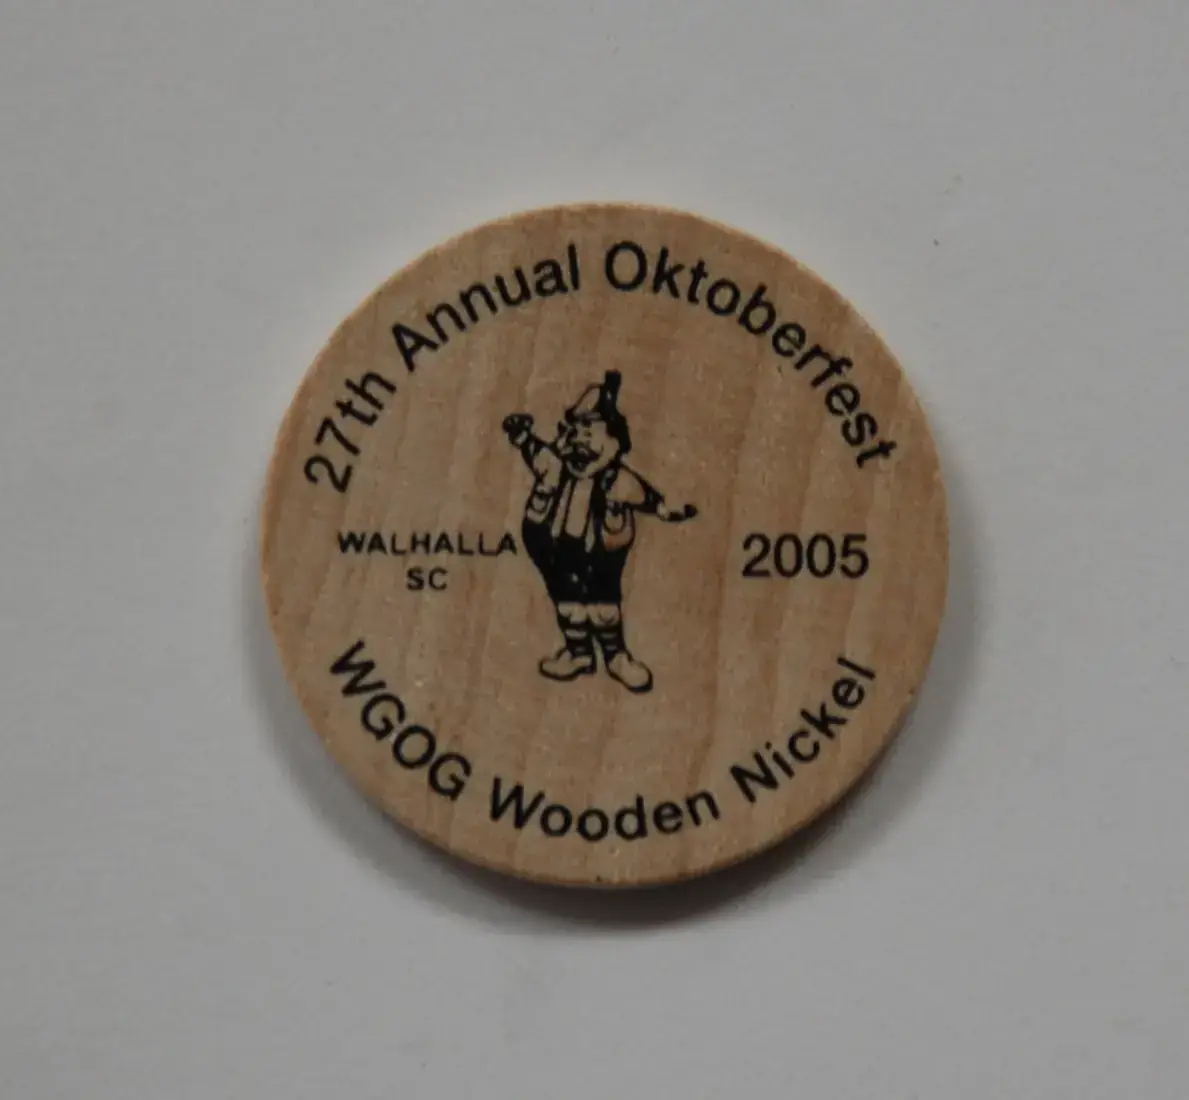 27th Annual Oktoberfest
WALHALLA
SC
2005
WGOG Wooden Nickel